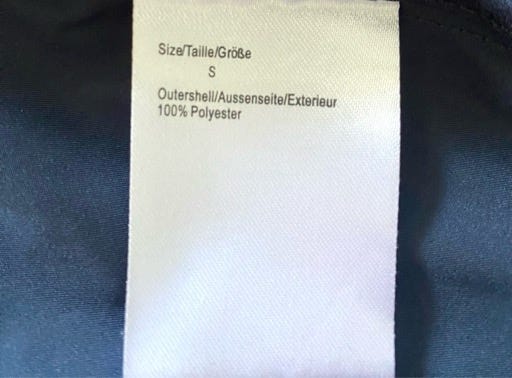 Size/Taille/Größe
S
Outershell/Aussenseite/Exterieur
100% Polyester